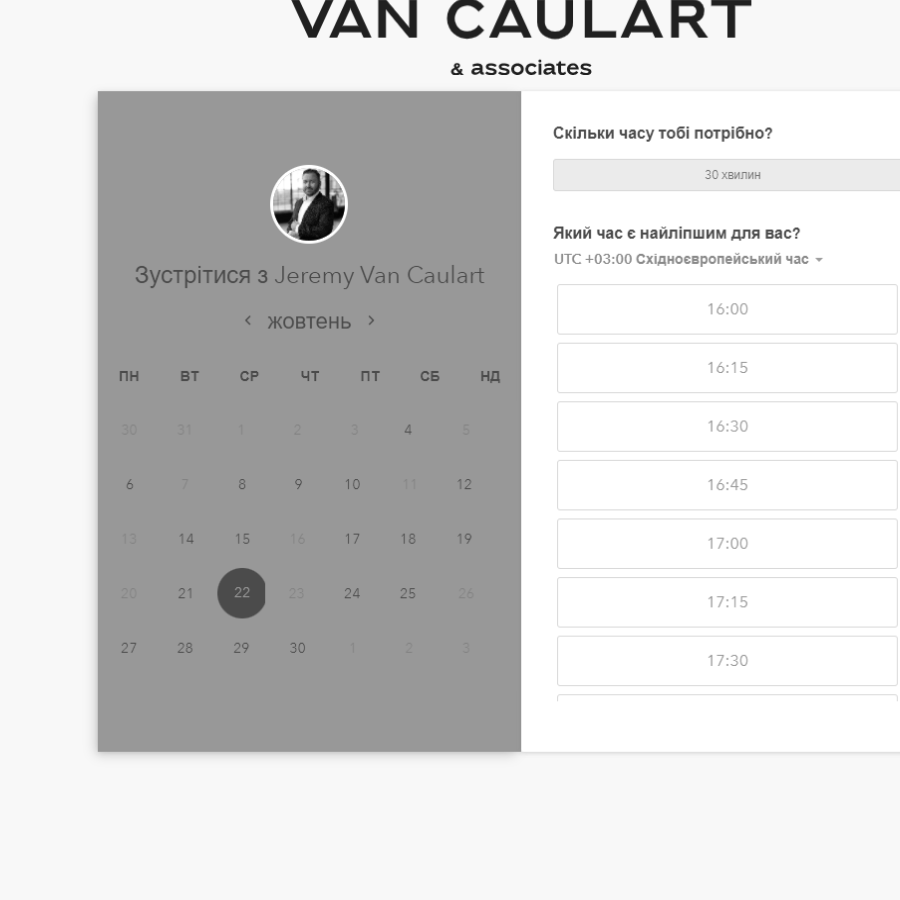 VAN CAULART
& associates
Зустрітися з Jeremy Van Caulart
жовтень
ПН ВТ СР ЧТ ПТ СБ НД
30 31 1 2 3 4 5
6 7 8 9 10 11 12
13 14 15 16 17 18 19
20 21 22 23 24 25 26
27 28 29 30 1 2 3
Скільки часу тобі потрібно?
30 хвилин
Який час є найліпшим для вас?
UTC +03:00 Східноєвропейський час
16:00
16:15
16:30
16:45
17:00
17:15
17:30